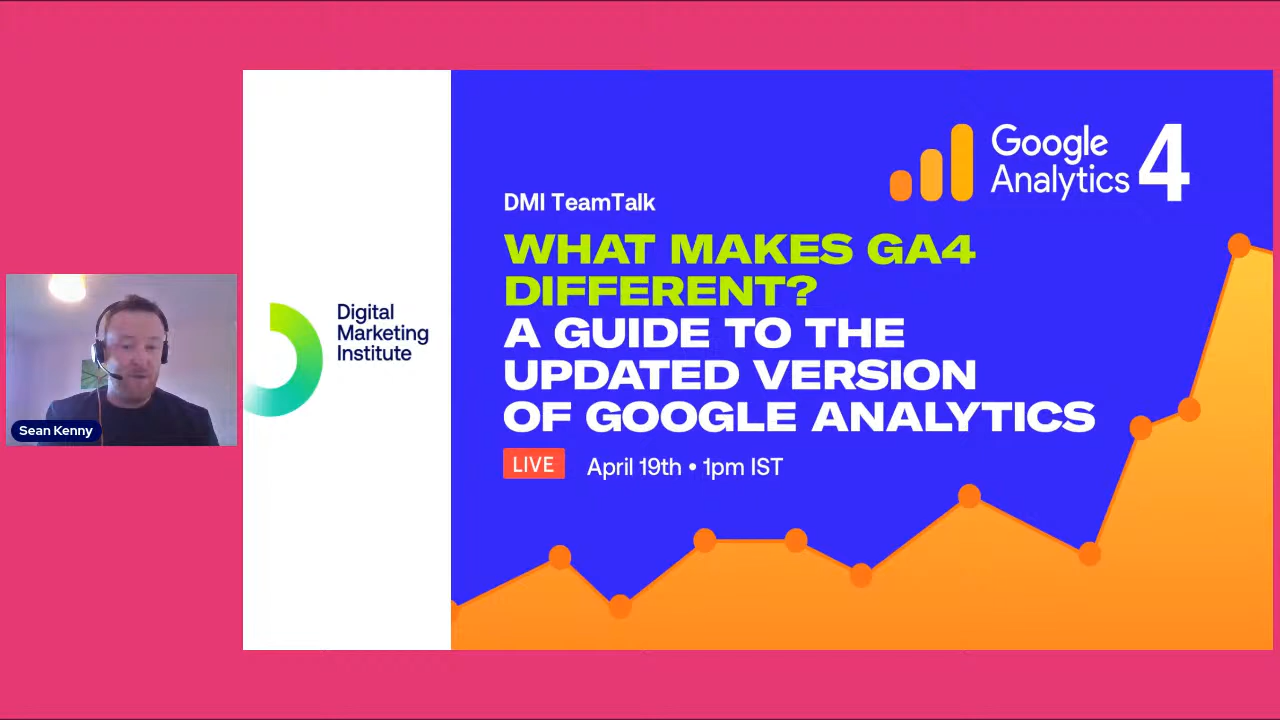 Google
Analytics 4
DMI TeamTalk
WHAT MAKES GA4
DIFFERENT?
A GUIDE TO THE
UPDATED VERSION
OF GOOGLE ANALYTICS
LIVE April 19th • 1pm IST
Digital
Marketing
Institute
Sean Kenny